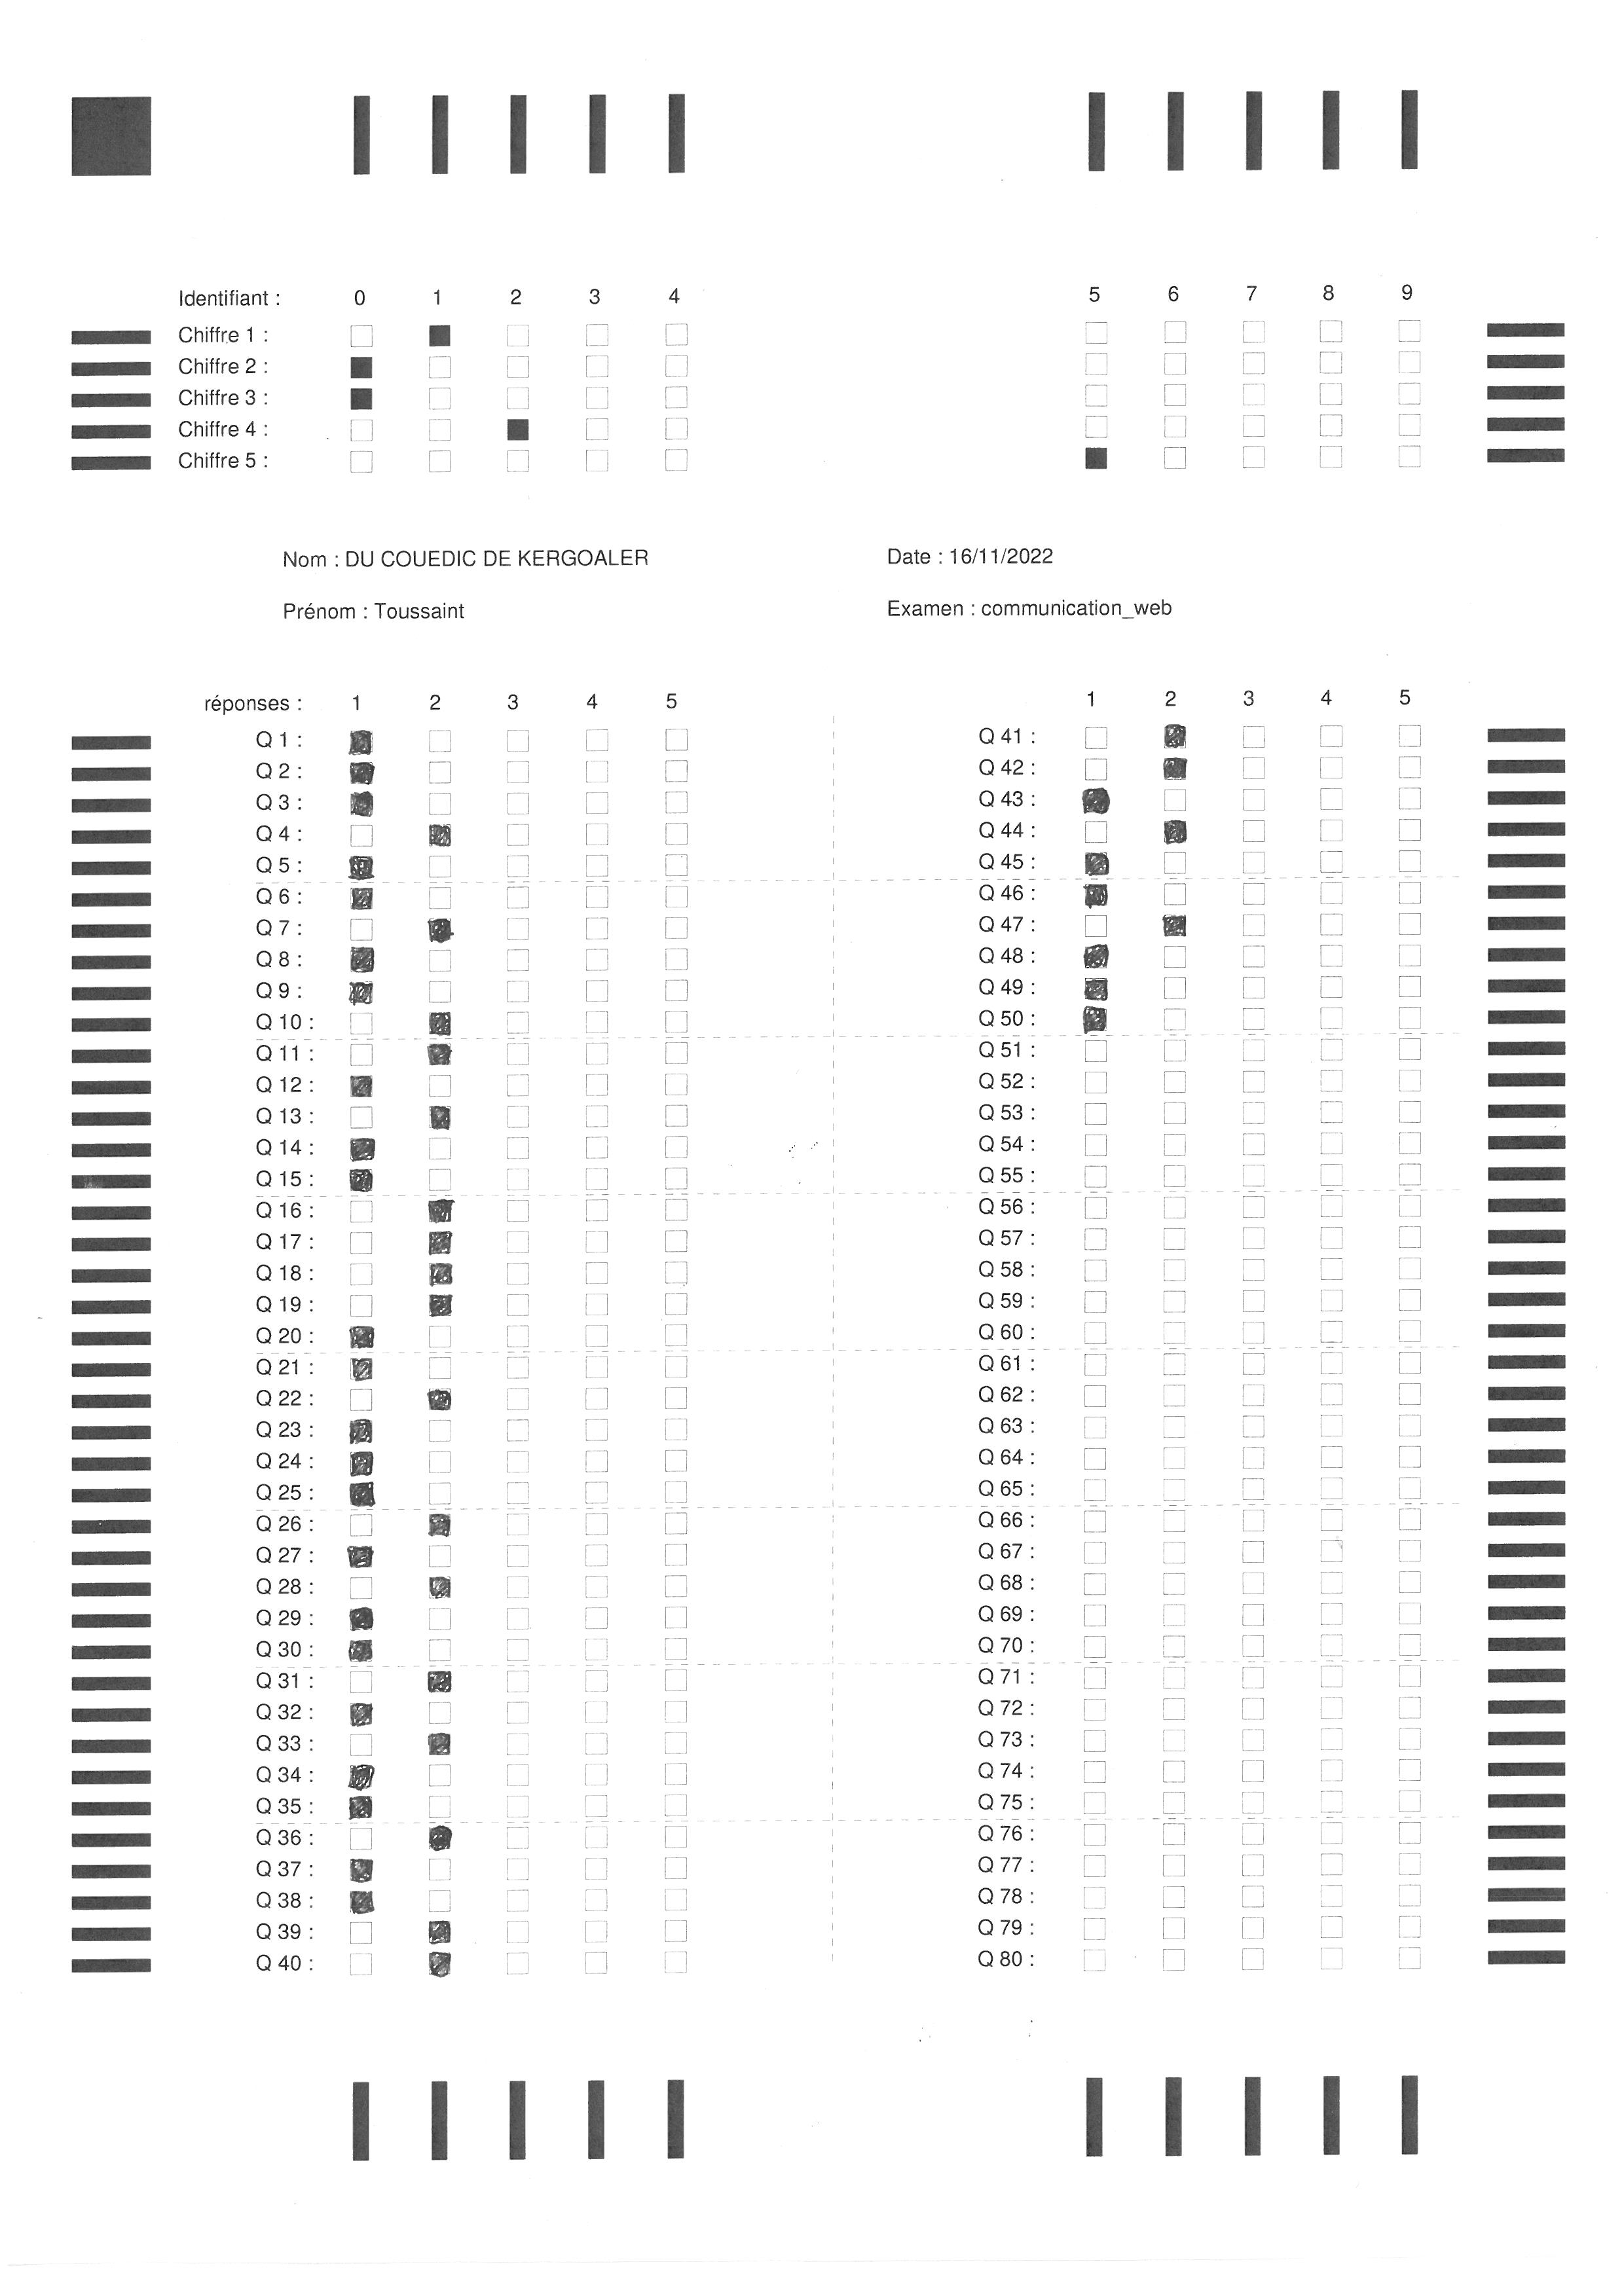 Identifiant : 0 1 2 3 4 5 6 7 8 9
Chiffre 1 :
Chiffre 2 :
Chiffre 3 :
Chiffre 4 :
Chiffre 5 :
Nom : DU COUEDIC DE KERGOALER Date : 16/11/2022
Prénom : Toussaint Examen : communication_web
réponses : 1 2 3 4 5 1 2 3 4 5
Q 1 : Q 41 :
Q 2 : Q 42 :
Q 3 : Q 43 :
Q 4 : Q 44 :
Q 5 : Q 45 :
Q 6 : Q 46 :
Q 7 : Q 47 :
Q 8 : Q 48 :
Q 9 : Q 49 :
Q 10 : Q 50 :
Q 11 : Q 51 :
Q 12 : Q 52 :
Q 13 : Q 53 :
Q 14 : Q 54 :
Q 15 : Q 55 :
Q 16 : Q 56 :
Q 17 : Q 57 :
Q 18 : Q 58 :
Q 19 : Q 59 :
Q 20 : Q 60 :
Q 21 : Q 61 :
Q 22 : Q 62 :
Q 23 : Q 63 :
Q 24 : Q 64 :
Q 25 : Q 65 :
Q 26 : Q 66 :
Q 27 : Q 67 :
Q 28 : Q 68 :
Q 29 : Q 69 :
Q 30 : Q 70 :
Q 31 : Q 71 :
Q 32 : Q 72 :
Q 33 : Q 73 :
Q 34 : Q 74 :
Q 35 : Q 75 :
Q 36 : Q 76 :
Q 37 : Q 77 :
Q 38 : Q 78 :
Q 39 : Q 79 :
Q 40 : Q 80 :